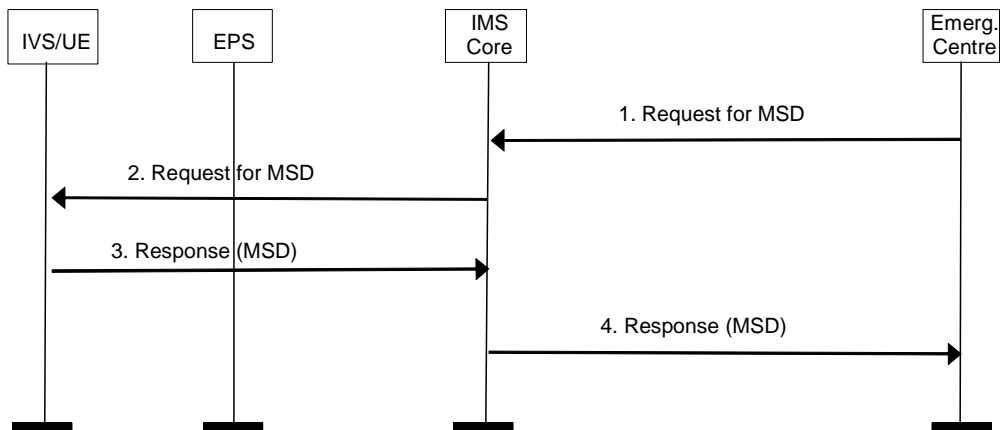 IVS/UE
EPS
IMS
Core
Emerg.
Centre
1. Request for MSD
2. Request for MSD
3. Response (MSD)
4. Response (MSD)